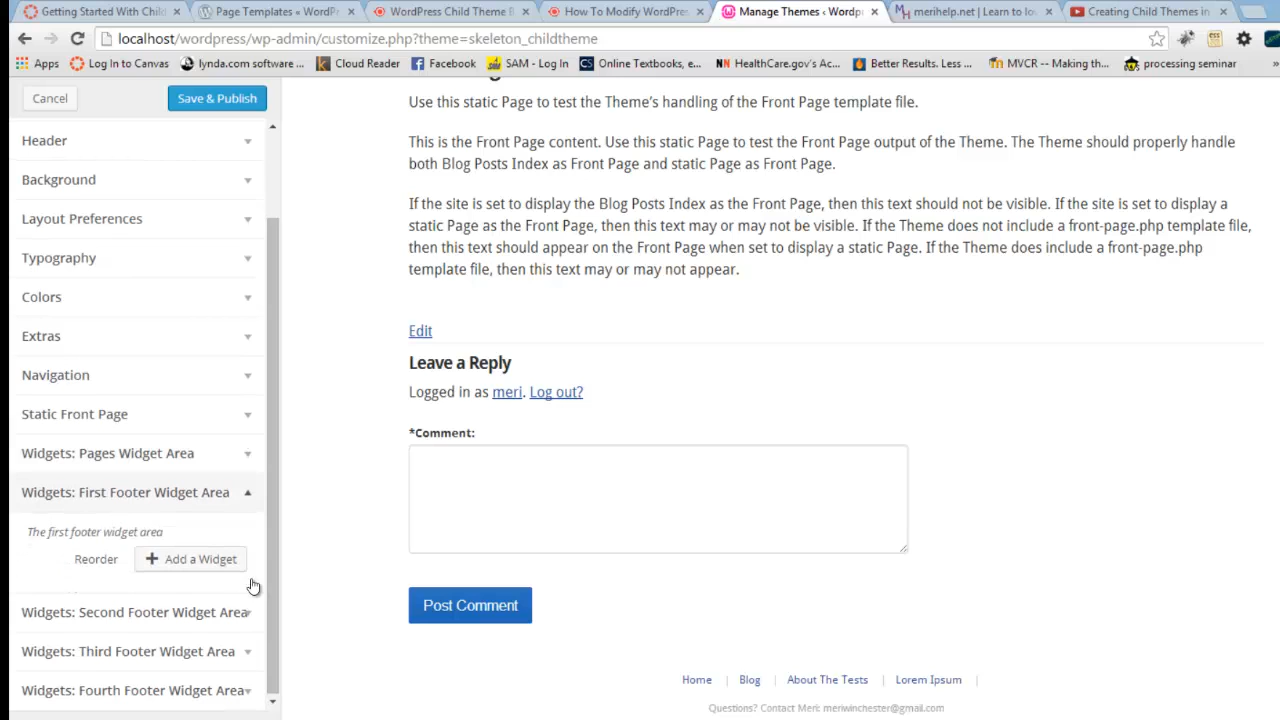 Getting Started With Child
Page Templates « WordPr
WordPress Child Theme B
How To Modify WordPres
Manage Themes ‹ Wordp
merihelp.net | Learn to lo
Creating Child Themes in
localhost/wordpress/wp-admin/customize.php?theme=skeleton_childtheme
Apps
Log In to Canvas
lynda.com software ...
Cloud Reader
Facebook
SAM - Log In
Online Textbooks, e...
HealthCare.gov's Ac...
Better Results. Less ...
MVCR -- Making th...
processing seminar
Cancel
Save & Publish
Header
Background
Layout Preferences
Typography
Colors
Extras
Navigation
Static Front Page
Widgets: Pages Widget Area
Widgets: First Footer Widget Area
The first footer widget area
Reorder
Add a Widget
Widgets: Second Footer Widget Area
Widgets: Third Footer Widget Area
Widgets: Fourth Footer Widget Area
Use this static Page to test the Theme's handling of the Front Page template file.
This is the Front Page content. Use this static Page to test the Front Page output of the Theme. The Theme should properly handle
both Blog Posts Index as Front Page and static Page as Front Page.
If the site is set to display the Blog Posts Index as the Front Page, then this text should not be visible. If the site is set to display a
static Page as the Front Page, then this text may or may not be visible. If the Theme does not include a front-page.php template file,
then this text should appear on the Front Page when set to display a static Page. If the Theme does include a front-page.php
template file, then this text may or may not appear.
Edit
Leave a Reply
Logged in as meri. Log out?
*Comment:
Post Comment
Home | Blog | About The Tests | Lorem Ipsum |
Questions? Contact Meri: meriwinchester@gmail.com